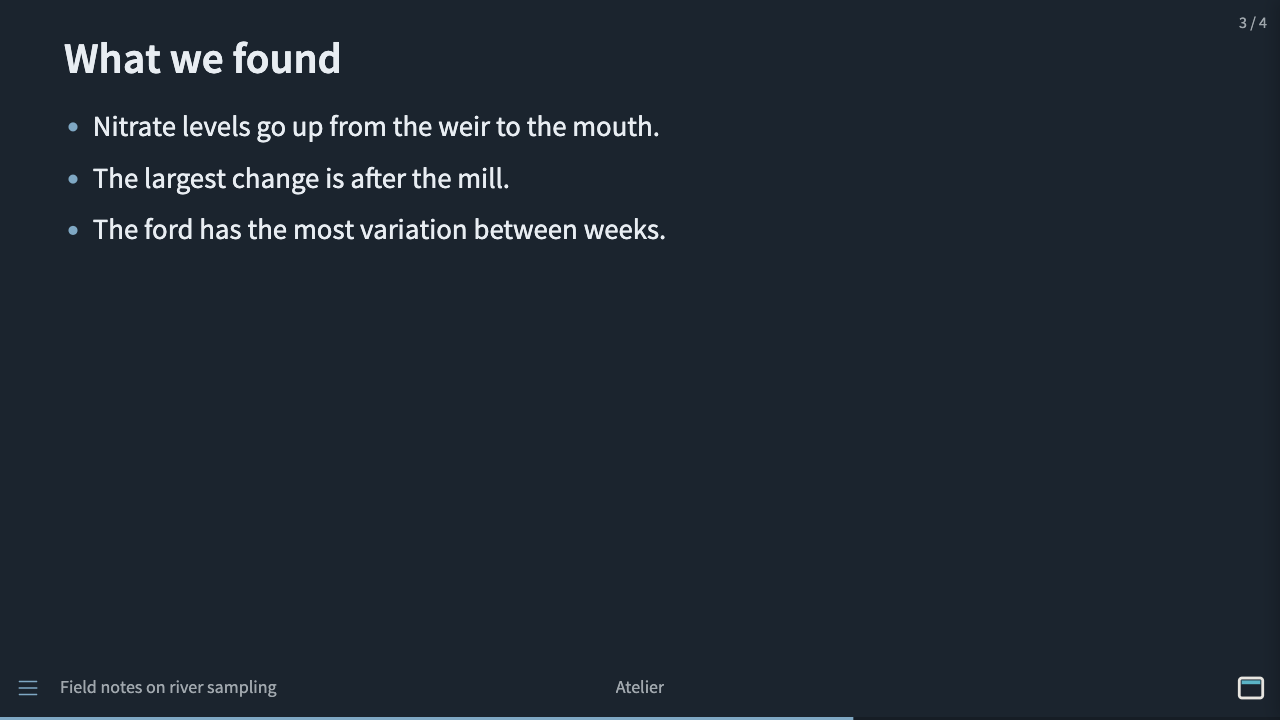 3 / 4
What we found
Nitrate levels go up from the weir to the mouth.
The largest change is after the mill.
The ford has the most variation between weeks.
Field notes on river sampling
Atelier